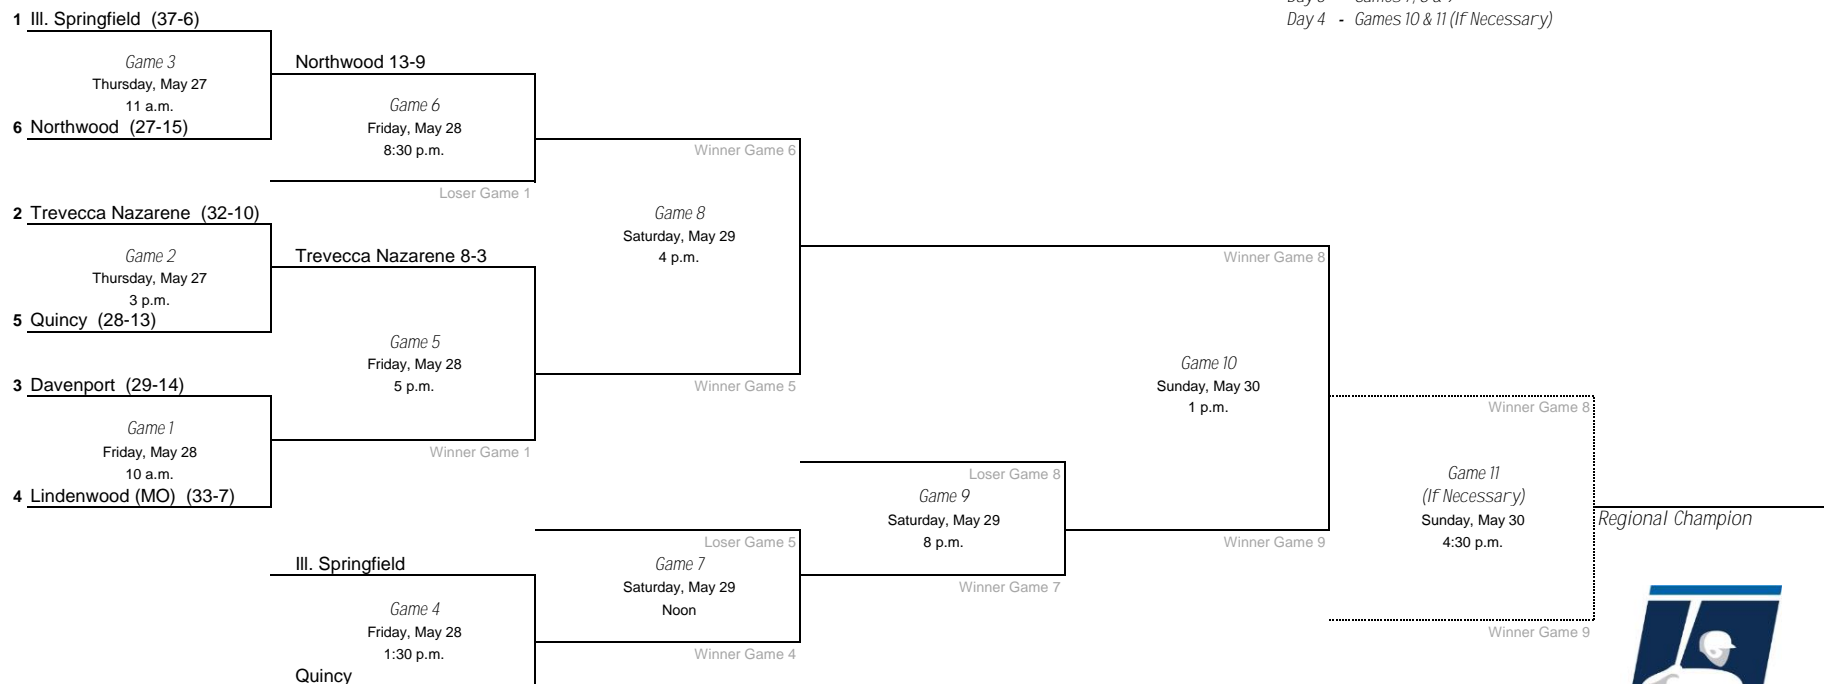 Day 4 - Games 10 & 11 (If Necessary)
1 Ill. Springfield (37-6)
Game 3
Thursday, May 27
11 a.m.
6 Northwood (27-15)
Northwood 13-9
Game 6
Friday, May 28
8:30 p.m.
Loser Game 1
Winner Game 6
2 Trevecca Nazarene (32-10)
Game 2
Thursday, May 27
3 p.m.
5 Quincy (28-13)
Trevecca Nazarene 8-3
Game 5
Friday, May 28
5 p.m.
Winner Game 1
Game 8
Saturday, May 29
4 p.m.
Winner Game 5
Winner Game 8
3 Davenport (29-14)
Game 1
Friday, May 28
10 a.m.
4 Lindenwood (MO) (33-7)
Ill. Springfield
Game 4
Friday, May 28
1:30 p.m.
Quincy
Loser Game 5
Game 7
Saturday, May 29
Noon
Winner Game 4
Loser Game 8
Game 9
Saturday, May 29
8 p.m.
Winner Game 7
Game 10
Sunday, May 30
1 p.m.
Winner Game 9
Winner Game 8
Game 11
(If Necessary)
Sunday, May 30
4:30 p.m.
Winner Game 9
Regional Champion